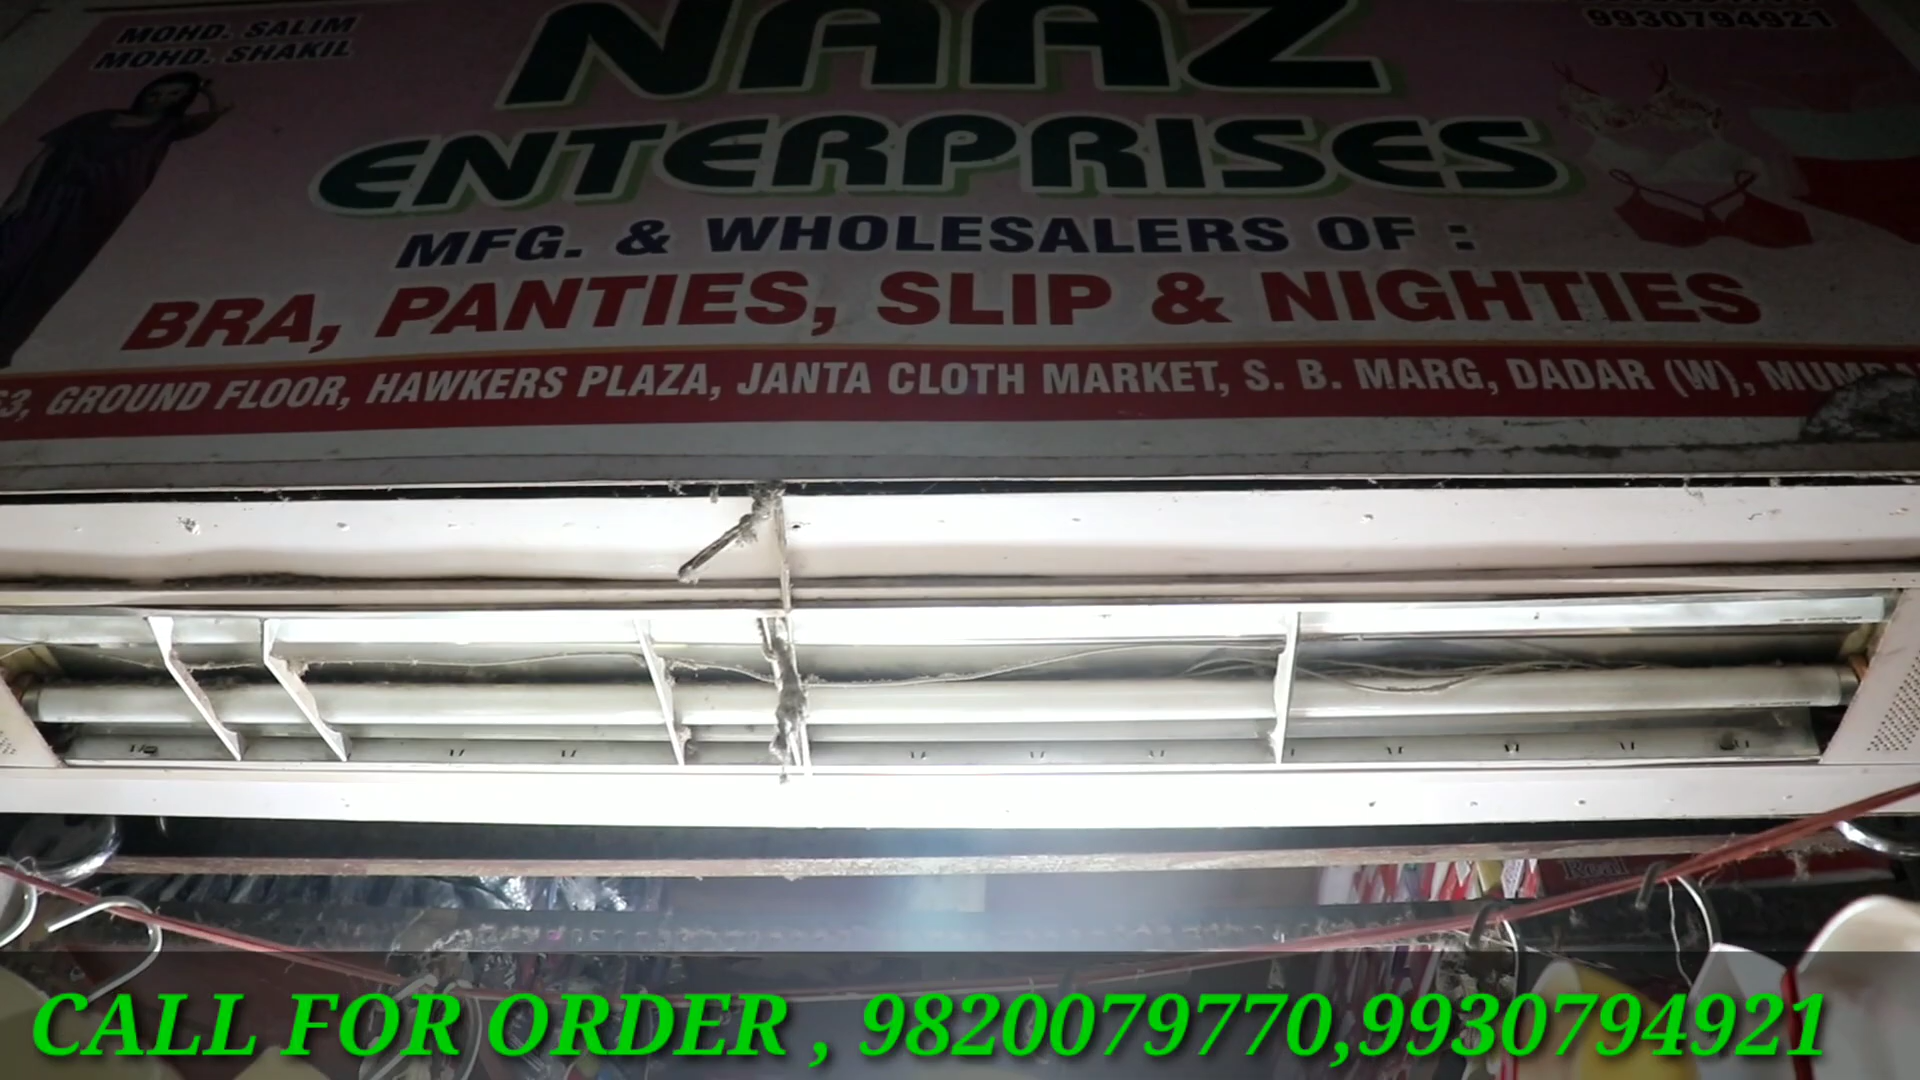 MOHD. SALIM
MOHD. SHAKIL
9930794921
NAAZ
ENTERPRISES
MFG. & WHOLESALERS OF :
BRA, PANTIES, SLIP & NIGHTIES
GROUND FLOOR, HAWKERS PLAZA, JANTA CLOTH MARKET, S. B. MARG, DADAR (W),
Real
CALL FOR ORDER , 9820079770,9930794921